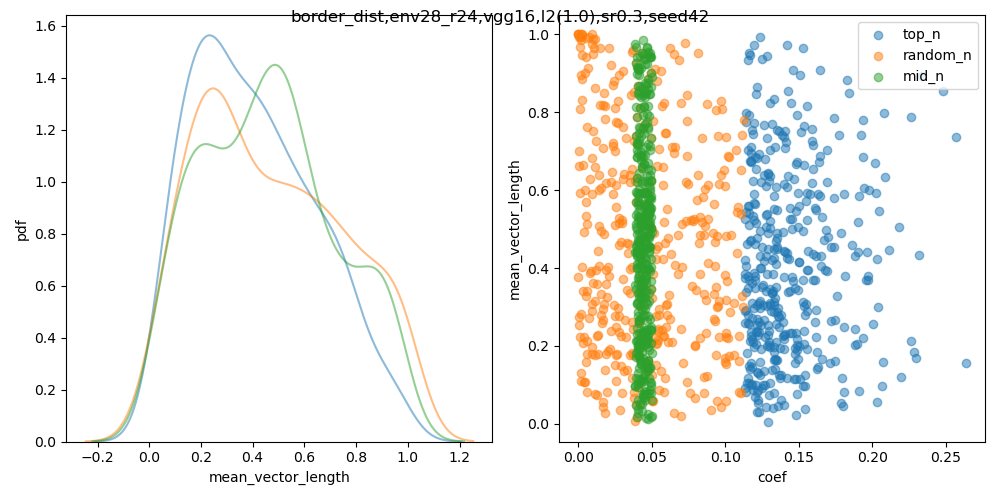 border_dist,env28_r24,vgg16,l2(1.0),sr0.3,seed42
pdf
1.6
1.4
1.2
1.0
0.8
0.6
0.4
0.2
0.0
−0.2 0.0 0.2 0.4 0.6 0.8 1.0 1.2
mean_vector_length
mean_vector_length
1.0
0.8
0.6
0.4
0.2
0.0
0.00 0.05 0.10 0.15 0.20 0.25
coef
top_n
random_n
mid_n